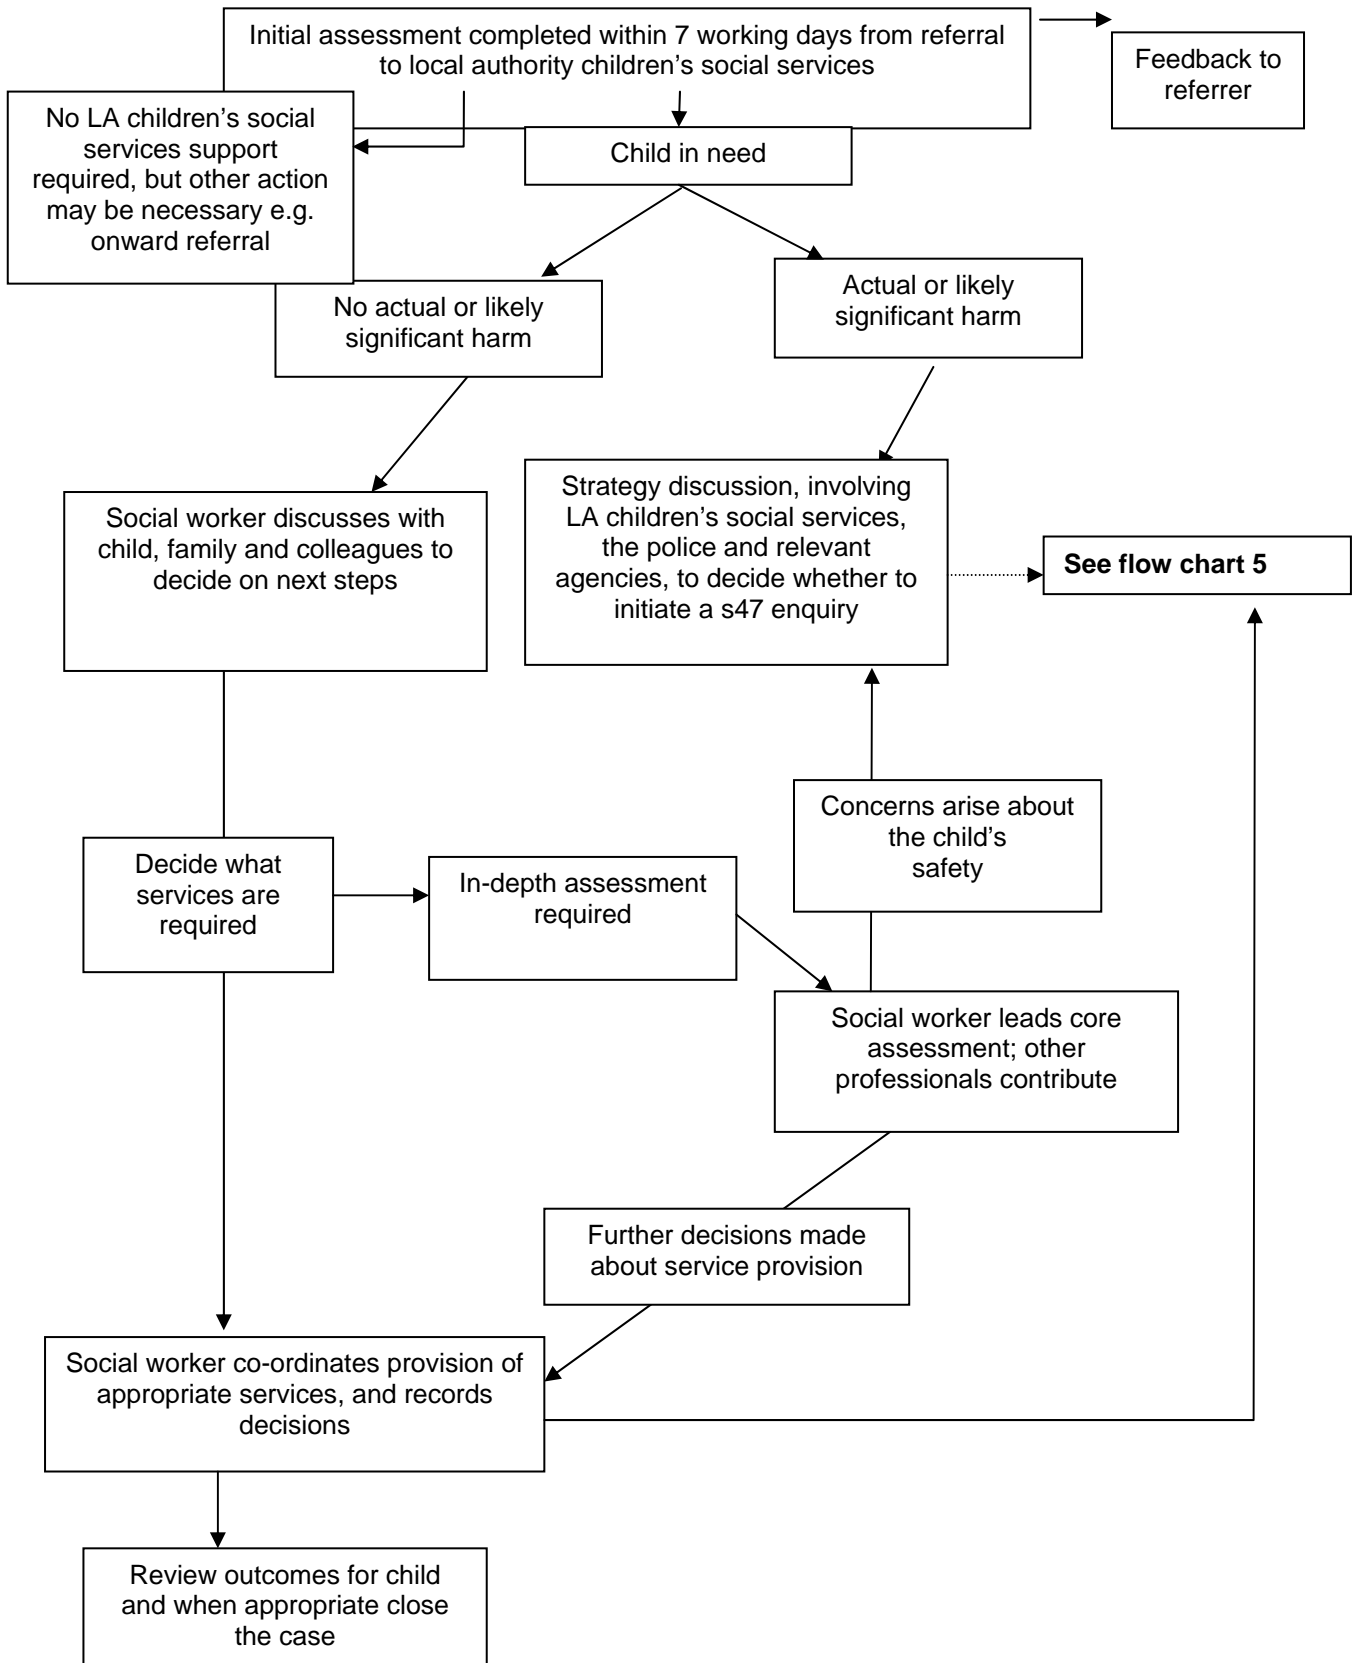 Initial assessment completed within 7 working days from referral
to local authority children's social services
Feedback to
referrer
No LA children's social
services support
required, but other action
may be necessary e.g.
onward referral
Child in need
No actual or likely
significant harm
Actual or likely
significant harm
Social worker discusses with
child, family and colleagues to
decide on next steps
Strategy discussion, involving
LA children's social services,
the police and relevant
agencies, to decide whether to
initiate a s47 enquiry
See flow chart 5
Concerns arise about
the child's
safety
Decide what
services are
required
In-depth assessment
required
Social worker leads core
assessment; other
professionals contribute
Further decisions made
about service provision
Social worker co-ordinates provision of
appropriate services, and records
decisions
Review outcomes for child
and when appropriate close
the case